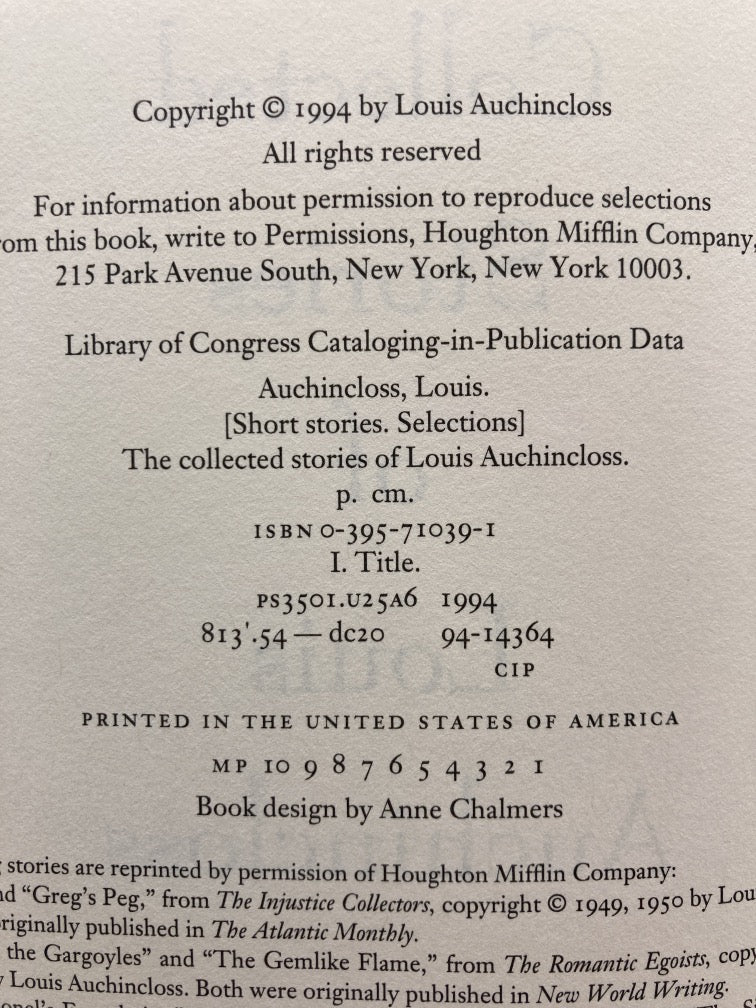 Copyright © 1994 by Louis Auchincloss
All rights reserved
For information about permission to reproduce selections
om this book, write to Permissions, Houghton Mifflin Company,
215 Park Avenue South, New York, New York 10003.
Library of Congress Cataloging-in-Publication Data
Auchincloss, Louis.
[Short stories. Selections]
The collected stories of Louis Auchincloss.
p. cm.
ISBN 0-395-71039-1
I. Title.
PS3501.U25A6 1994
813'.54 — dc20 94-14364
CIP
PRINTED IN THE UNITED STATES OF AMERICA
MP 10 9 8 7 6 5 4 3 2 1
Book design by Anne Chalmers
stories are reprinted by permission of Houghton Mifflin Company:
nd “Greg’s Peg,” from The Injustice Collectors, copyright © 1949, 1950 by Lou
riginally published in The Atlantic Monthly.
the Gargoyles” and “The Gemlike Flame,” from The Romantic Egoists, copy
Louis Auchincloss. Both were originally published in New World Writing.